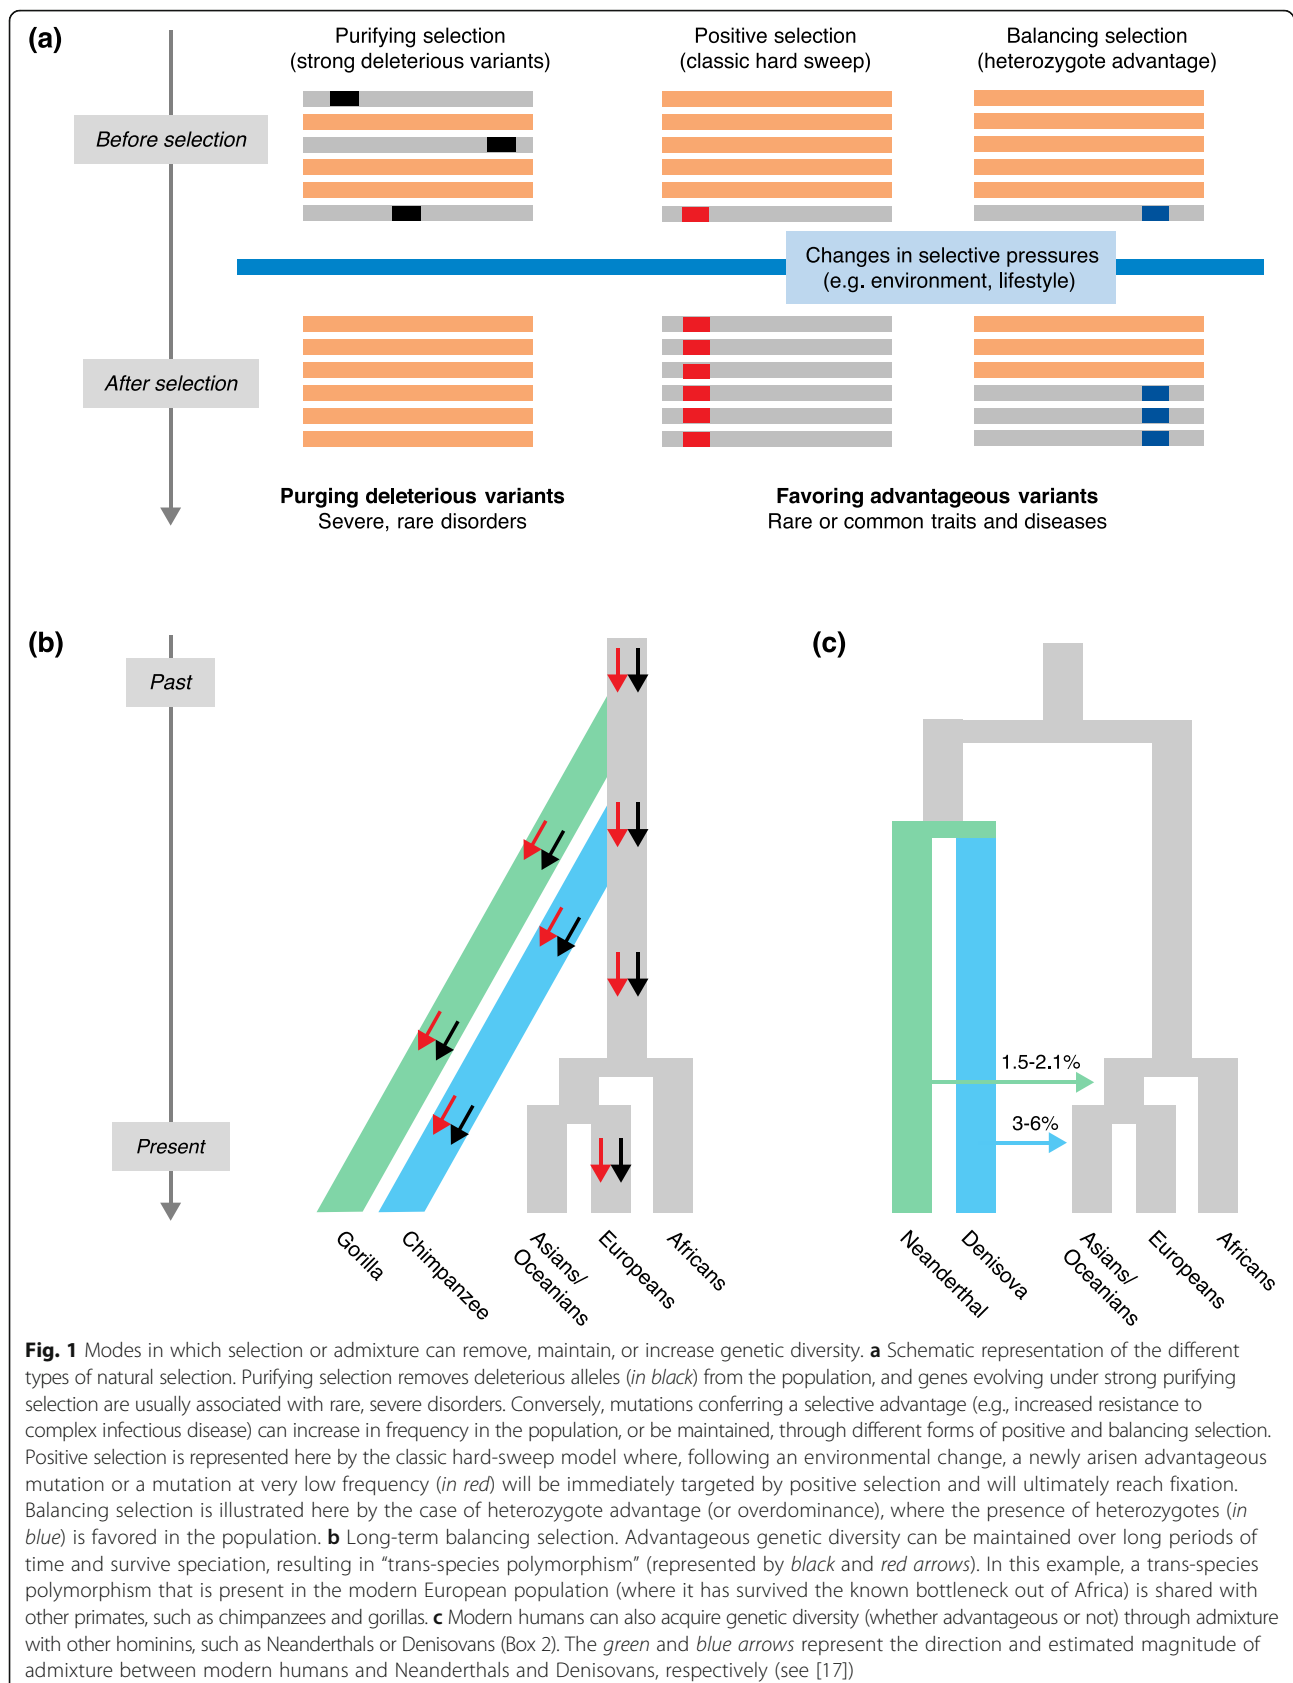 (a)
Purifying selection
(strong deleterious variants)
Positive selection
(classic hard sweep)
Balancing selection
(heterozygote advantage)
Before selection
Changes in selective pressures
(e.g. environment, lifestyle)
After selection
Purging deleterious variants
Severe, rare disorders
Favoring advantageous variants
Rare or common traits and diseases
(b)
Past
Present
Gorilla
Chimpanzee
Asians/
Oceanians
Europeans
Africans
(c)
1.5-2.1%
3-6%
Neanderthal
Denisova
Asians/
Oceanians
Europeans
Africans
Fig. 1 Modes in which selection or admixture can remove, maintain, or increase genetic diversity. a Schematic representation of the different
types of natural selection. Purifying selection removes deleterious alleles (in black) from the population, and genes evolving under strong purifying
selection are usually associated with rare, severe disorders. Conversely, mutations conferring a selective advantage (e.g., increased resistance to
complex infectious disease) can increase in frequency in the population, or be maintained, through different forms of positive and balancing selection.
Positive selection is represented here by the classic hard-sweep model where, following an environmental change, a newly arisen advantageous
mutation or a mutation at very low frequency (in red) will be immediately targeted by positive selection and will ultimately reach fixation.
Balancing selection is illustrated here by the case of heterozygote advantage (or overdominance), where the presence of heterozygotes (in
blue) is favored in the population. b Long-term balancing selection. Advantageous genetic diversity can be maintained over long periods of
time and survive speciation, resulting in “trans-species polymorphism” (represented by black and red arrows). In this example, a trans-species
polymorphism that is present in the modern European population (where it has survived the known bottleneck out of Africa) is shared with
other primates, such as chimpanzees and gorillas. c Modern humans can also acquire genetic diversity (whether advantageous or not) through admixture
with other hominins, such as Neanderthals or Denisovans (Box 2). The green and blue arrows represent the direction and estimated magnitude of
admixture between modern humans and Neanderthals and Denisovans, respectively (see [17])